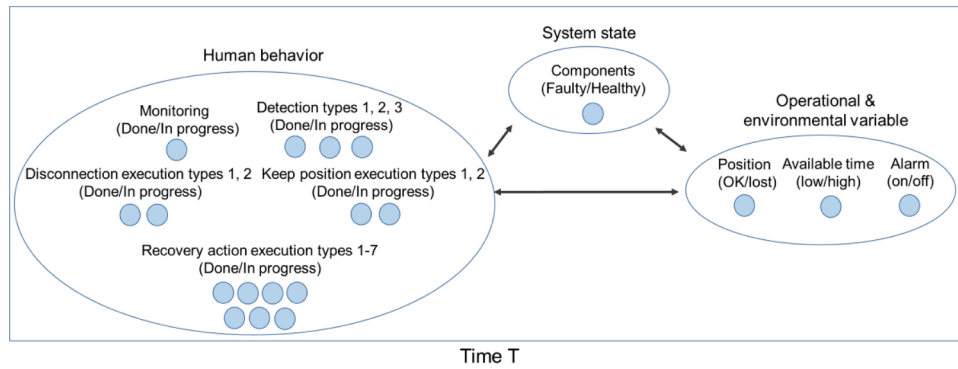 System state
Human behavior
Components
(Faulty/Healthy)
Monitoring
(Done/In progress)
Detection types 1, 2, 3
(Done/In progress)
Operational &
environmental variable
Disconnection execution types 1, 2
(Done/In progress)
Keep position execution types 1, 2
(Done/In progress)
Position
(OK/lost)
Available time
(low/high)
Alarm
(on/off)
Recovery action execution types 1-7
(Done/In progress)
Time T